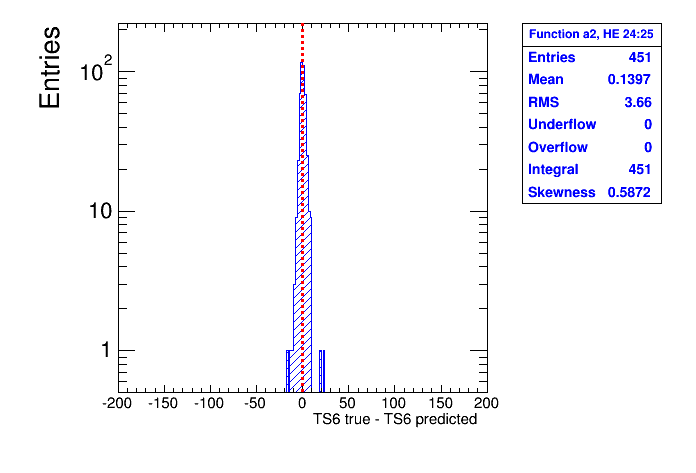 Entries
10^2
10
1
-200 -150 -100 -50 0 50 100 150 200
TS6 true - TS6 predicted
Function a2, HE 24:25
Entries 451
Mean 0.1397
RMS 3.66
Underflow 0
Overflow 0
Integral 451
Skewness 0.5872